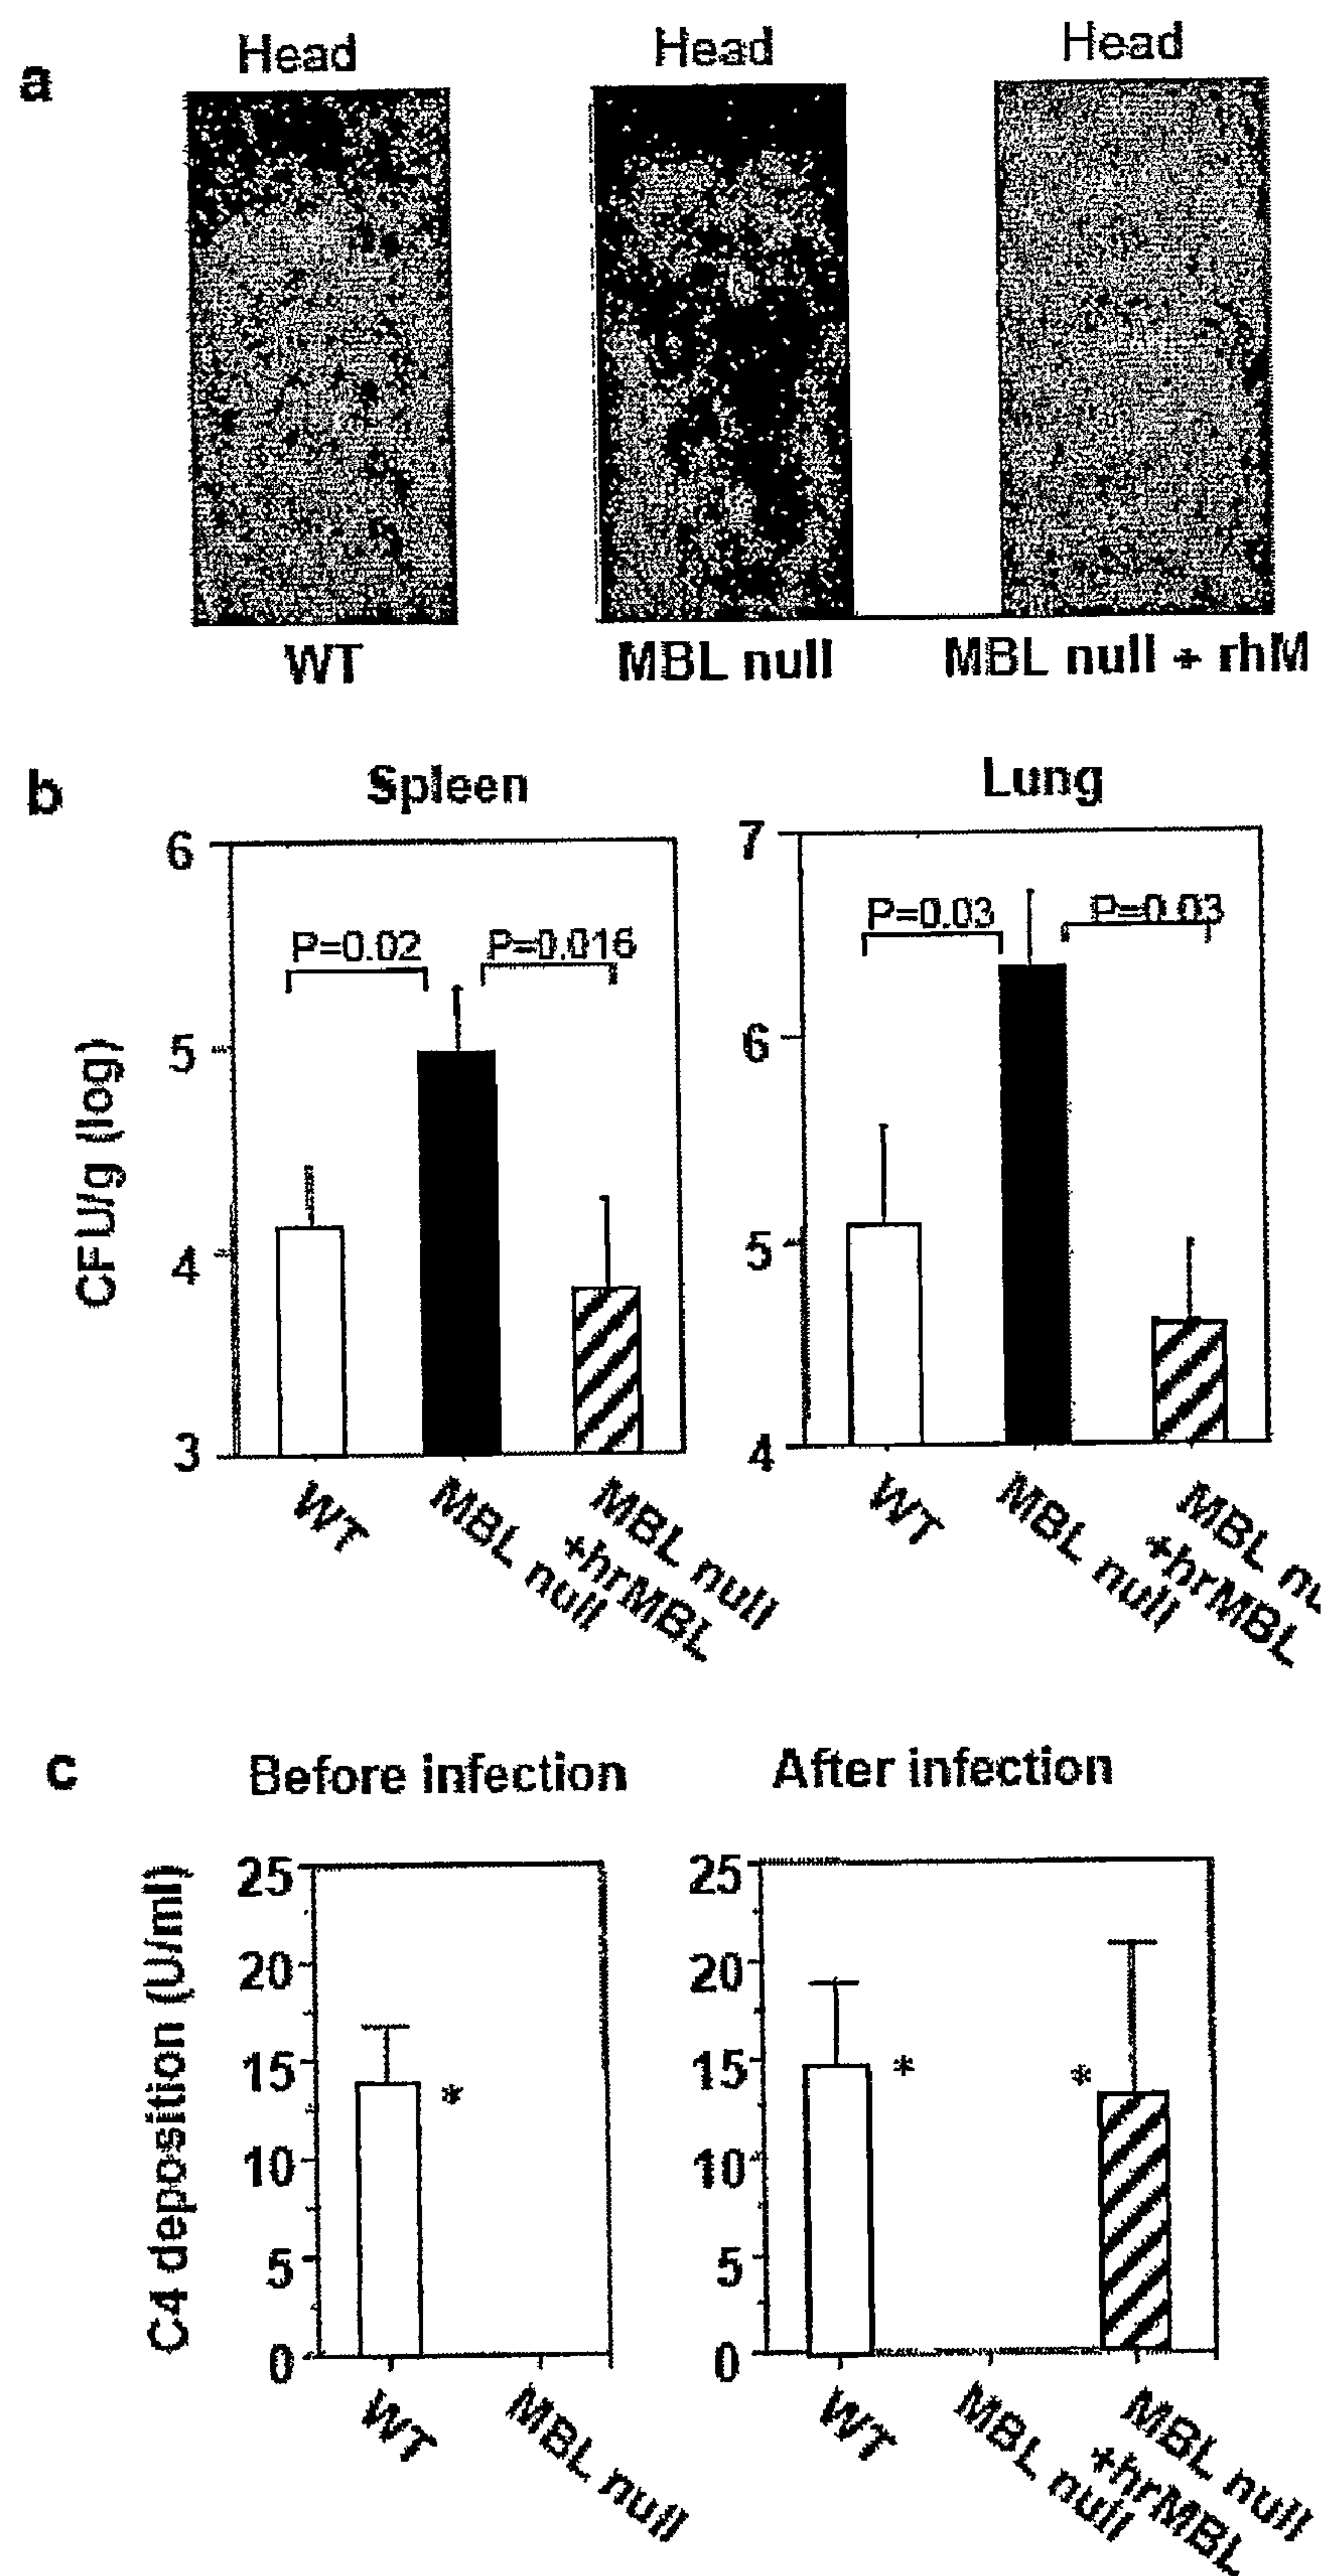 a
Head
Head
Head
WT
MBL null
MBL null + rhM
b
Spleen
Lung
CFU/g (log)
6
5
4
3
P=0.02
P=0.016
WT
MBL null
MBL null
+hrMBL
7
6
5
4
P=0.03
P=0.03
WT
MBL null
MBL nu
+hrMBL
c
Before infection
After infection
C4 deposition (U/ml)
25
20
15
10
5
0
*
WT
MBL null
25
20
15
10
5
0
*
*
WT
MBL null
MBL null
+hrMBL